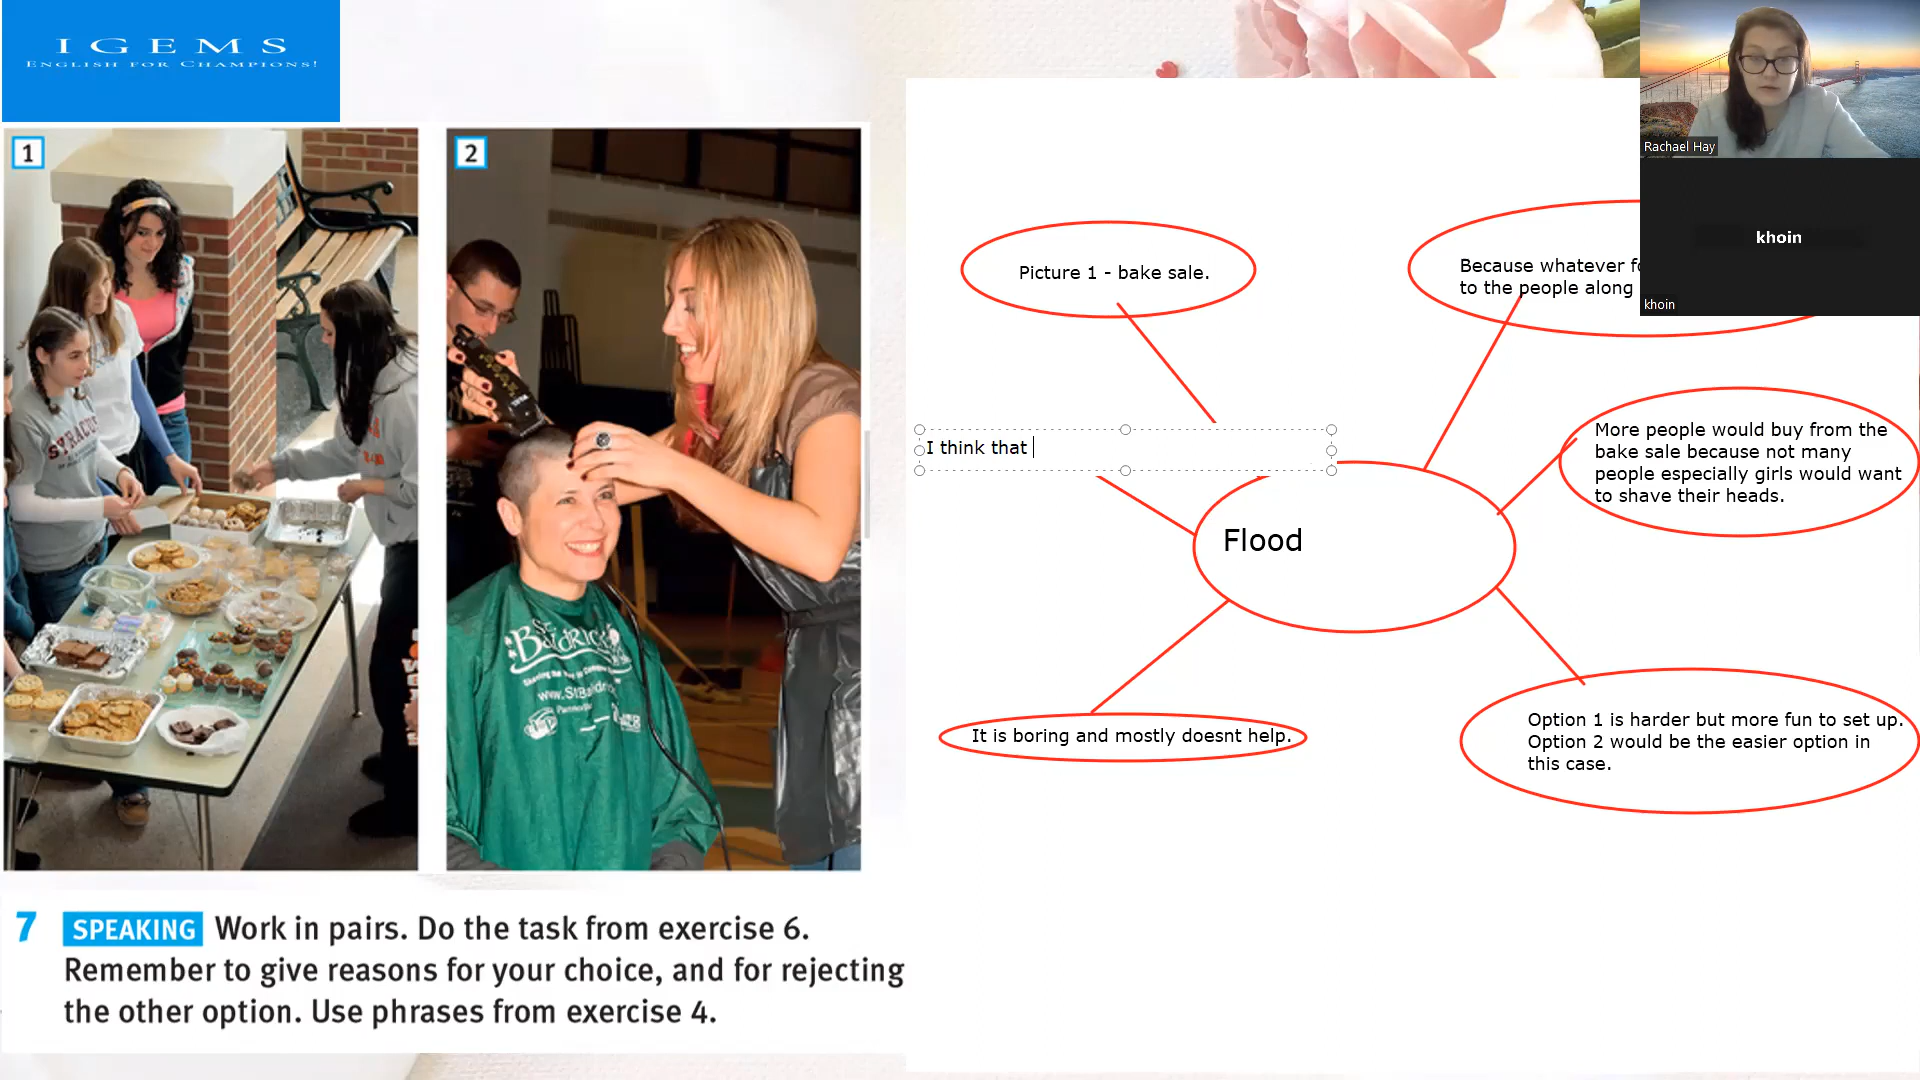 IGEMS
ENGLISH FOR CHAMPIONS!
1
2
SYRACUSE
ST.
BALDRICK'S
Picture 1 - bake sale.
Because whatever fo
to the people along
Rachael Hay
khoin
khoin
I think that
More people would buy from the
bake sale because not many
people especially girls would want
to shave their heads.
Flood
It is boring and mostly doesnt help.
Option 1 is harder but more fun to set up.
Option 2 would be the easier option in
this case.
7 SPEAKING Work in pairs. Do the task from exercise 6.
Remember to give reasons for your choice, and for rejecting
the other option. Use phrases from exercise 4.